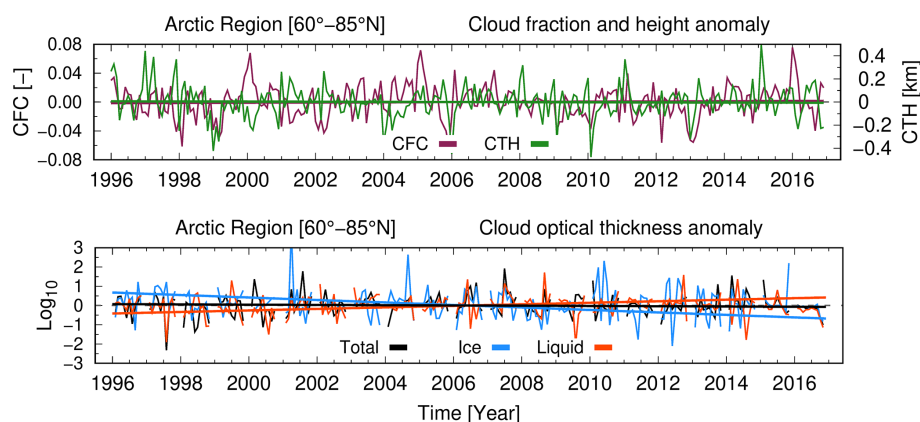 Arctic Region [60°−85°N] Cloud fraction and height anomaly
0.08
0.04
0.00
−0.04
−0.08
CFC [−]
0.4
0.2
0
−0.2
−0.4
CTH [km]
CFC CTH
1996 1998 2000 2002 2004 2006 2008 2010 2012 2014 2016
Arctic Region [60°−85°N] Cloud optical thickness anomaly
3
2
1
0
−1
−2
−3
Log10
Total Ice Liquid
1996 1998 2000 2002 2004 2006 2008 2010 2012 2014 2016
Time [Year]